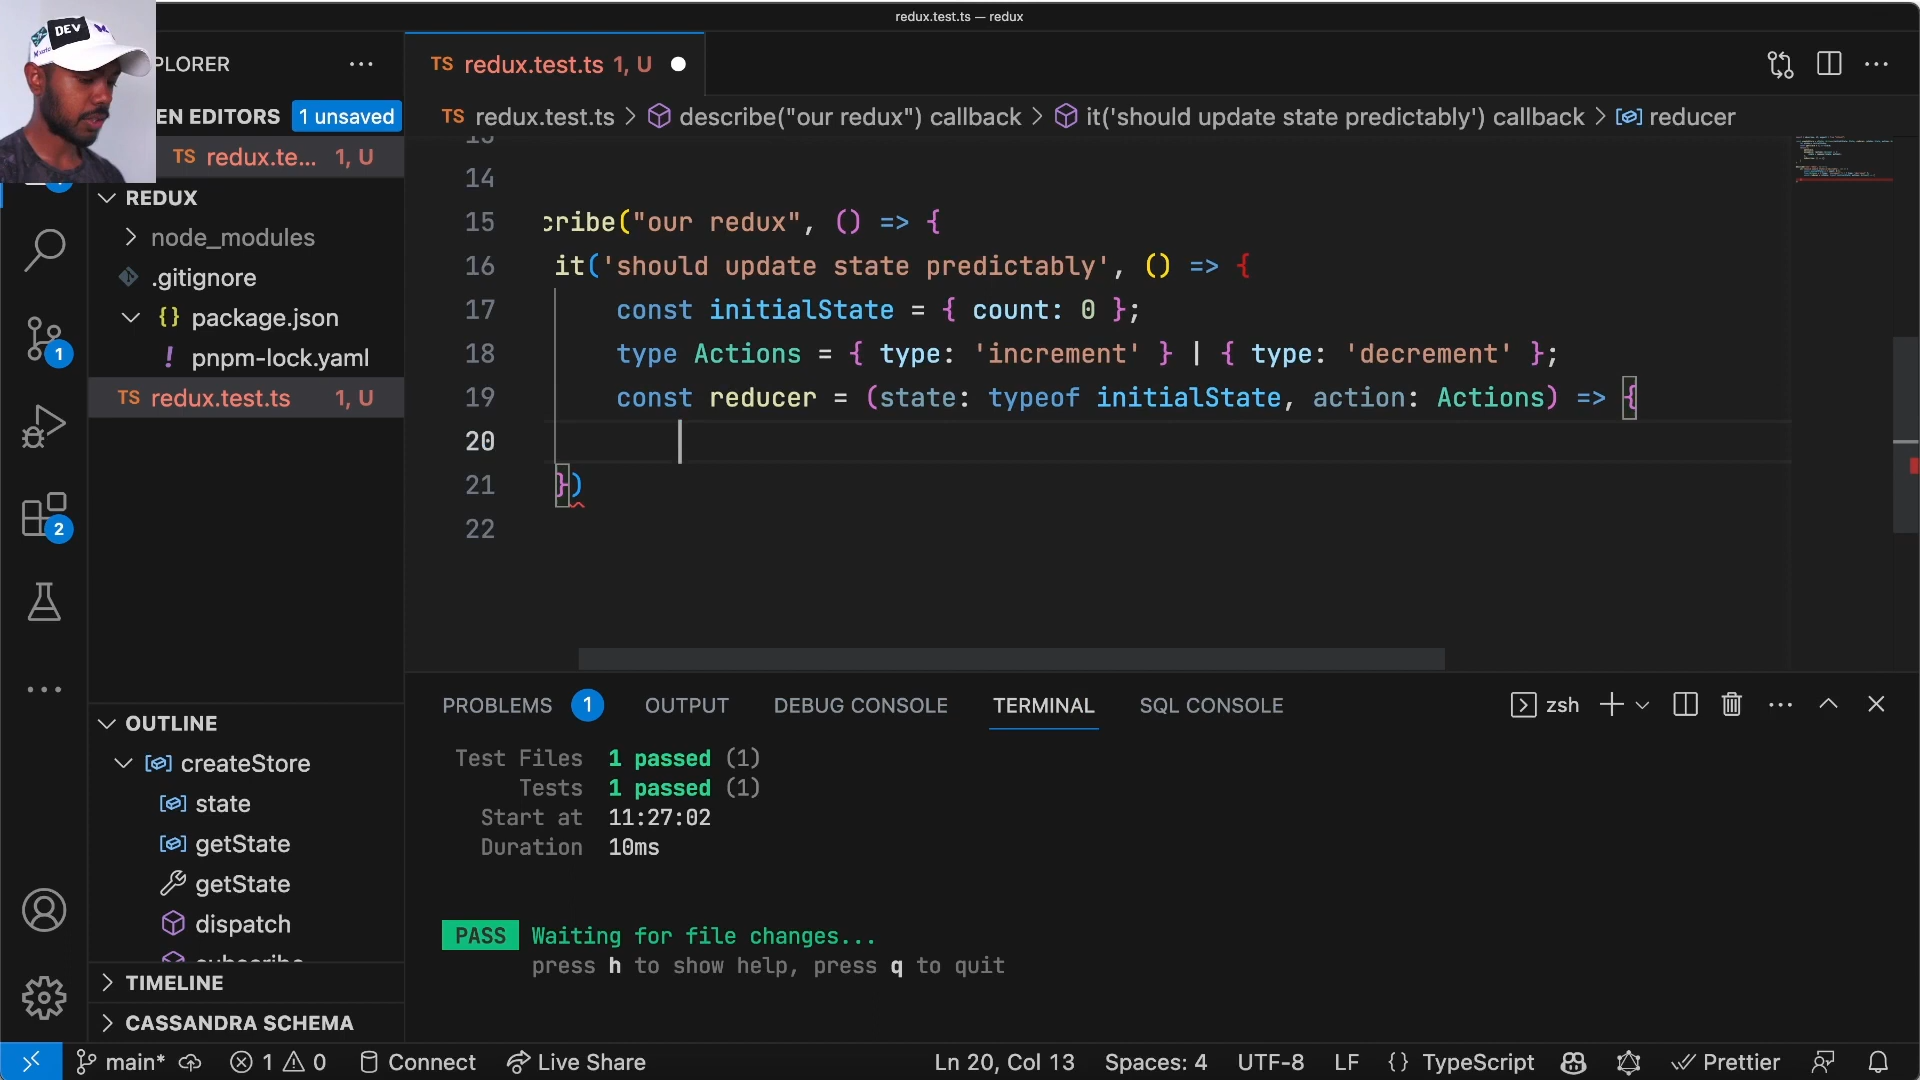 redux.test.ts — redux
DEV
PLORER
EN EDITORS
1 unsaved
TS redux.te... 1, U
REDUX
node_modules
.gitignore
{} package.json
! pnpm-lock.yaml
TS redux.test.ts 1, U
1
2
OUTLINE
createStore
state
getState
getState
dispatch
subscribe
TIMELINE
CASSANDRA SCHEMA
TS redux.test.ts 1, U
TS redux.test.ts > describe("our redux") callback > it('should update state predictably') callback > reducer
13
14
15 cribe("our redux", () => {
16 it('should update state predictably', () => {
17 const initialState = { count: 0 };
18 type Actions = { type: 'increment' } | { type: 'decrement' };
19 const reducer = (state: typeof initialState, action: Actions) => {
20
21 })
22
PROBLEMS 1 OUTPUT DEBUG CONSOLE TERMINAL SQL CONSOLE
zsh
Test Files 1 passed (1)
Tests 1 passed (1)
Start at 11:27:02
Duration 10ms
PASS Waiting for file changes...
press h to show help, press q to quit
main* 1 0 Connect Live Share Ln 20, Col 13 Spaces: 4 UTF-8 LF {} TypeScript Prettier